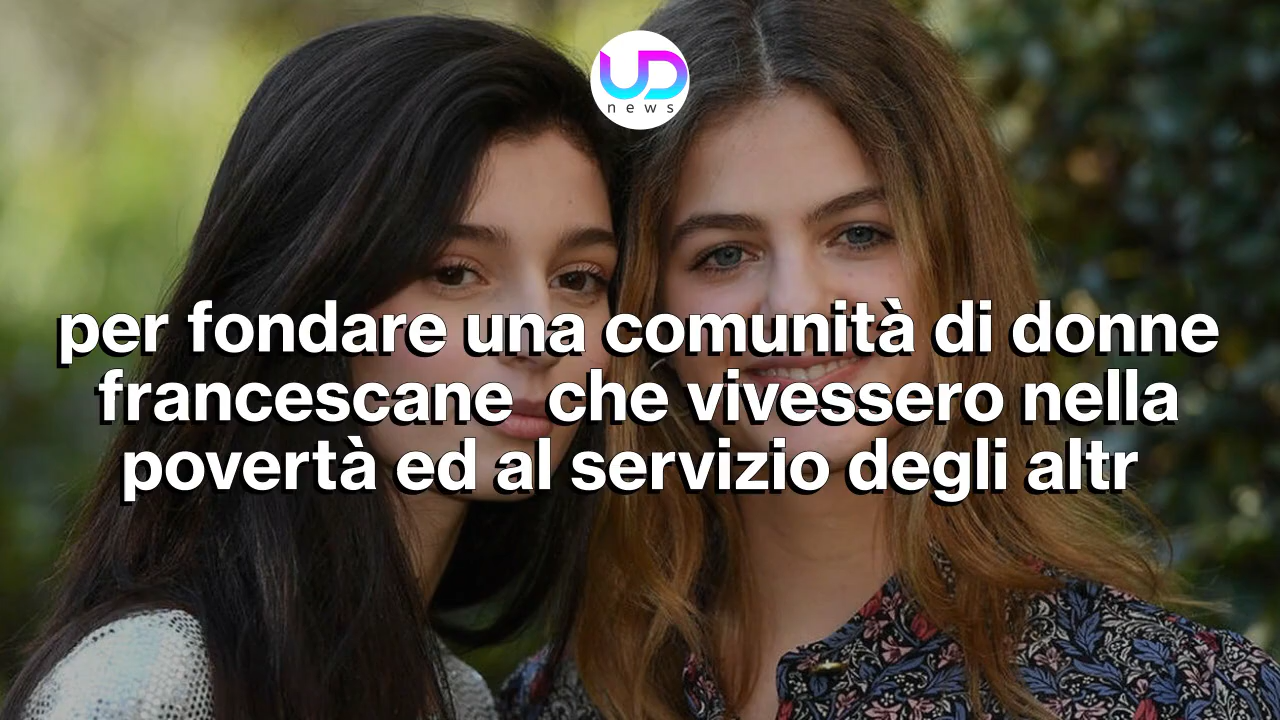 UD
news
per fondare una comunità di donne
francescane  che vivessero nella
povertà ed al servizio degli altr